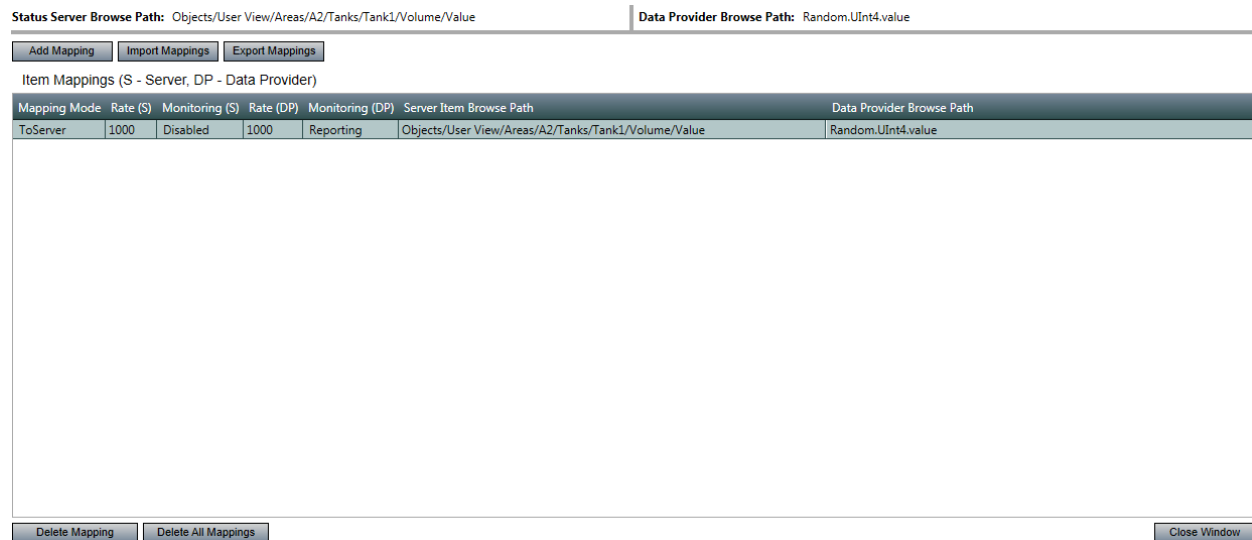 Status Server Browse Path: Objects/User View/Areas/A2/Tanks/Tank1/Volume/Value Data Provider Browse Path: Random.UInt4.value
Add Mapping Import Mappings Export Mappings
Item Mappings (S - Server, DP - Data Provider)
Mapping Mode Rate (S) Monitoring (S) Rate (DP) Monitoring (DP) Server Item Browse Path Data Provider Browse Path
ToServer 1000 Disabled 1000 Reporting Objects/User View/Areas/A2/Tanks/Tank1/Volume/Value Random.UInt4.value
Delete Mapping Delete All Mappings Close Window